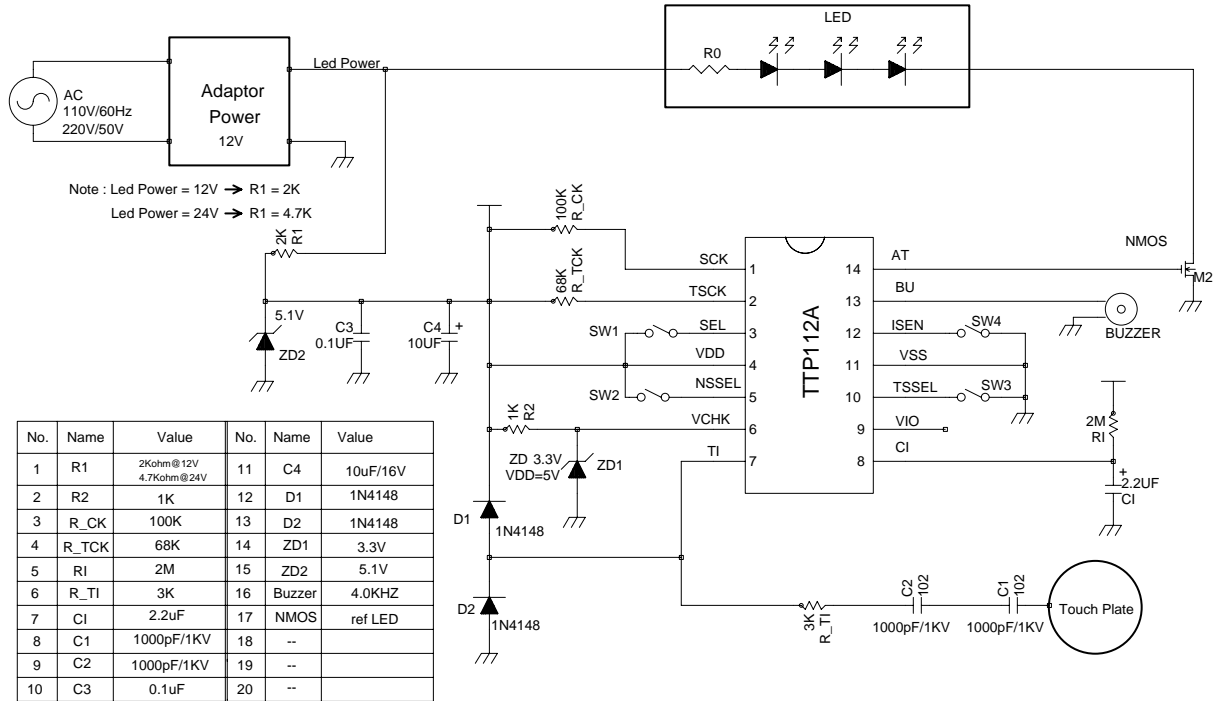 LED
R0
Led Power
AC
110V/60Hz
220V/50V
Adaptor
Power
12V
Note : Led Power = 12V → R1 = 2K
Led Power = 24V → R1 = 4.7K
2K
R1
100K
R_CK
68K
R_TCK
5.1V
ZD2
C3
0.1UF
C4
10UF
+
SW1
SW2
1K
R2
ZD 3.3V
VDD=5V
ZD1
SCK
TSCK
SEL
VDD
NSSEL
VCHK
TI
1
2
3
4
5
6
7
TTP112A
14
13
12
11
10
9
8
AT
BU
ISEN
VSS
TSSEL
VIO
CI
NMOS
M2
BUZZER
SW4
SW3
2M
RI
+
2.2UF
CI
D1
1N4148
D2
1N4148
3K
R_TI
C2
102
1000pF/1KV
C1
102
1000pF/1KV
Touch Plate
No. Name Value No. Name Value
1 R1 2Kohm@12V 4.7Kohm@24V 11 C4 10uF/16V
2 R2 1K 12 D1 1N4148
3 R_CK 100K 13 D2 1N4148
4 R_TCK 68K 14 ZD1 3.3V
5 RI 2M 15 ZD2 5.1V
6 R_TI 3K 16 Buzzer 4.0KHZ
7 CI 2.2uF 17 NMOS ref LED
8 C1 1000pF/1KV 18 --
9 C2 1000pF/1KV 19 --
10 C3 0.1uF 20 --